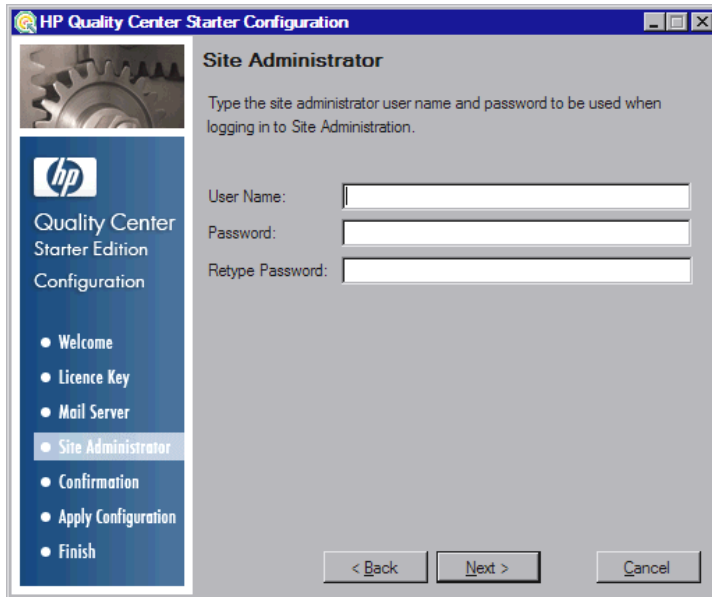 HP Quality Center Starter Configuration
Site Administrator
Type the site administrator user name and password to be used when
logging in to Site Administration.
hp
Quality Center
Starter Edition
Configuration
User Name:
Password:
Retype Password:
Welcome
Licence Key
Mail Server
Site Administrator
Confirmation
Apply Configuration
Finish
< Back
Next >
Cancel